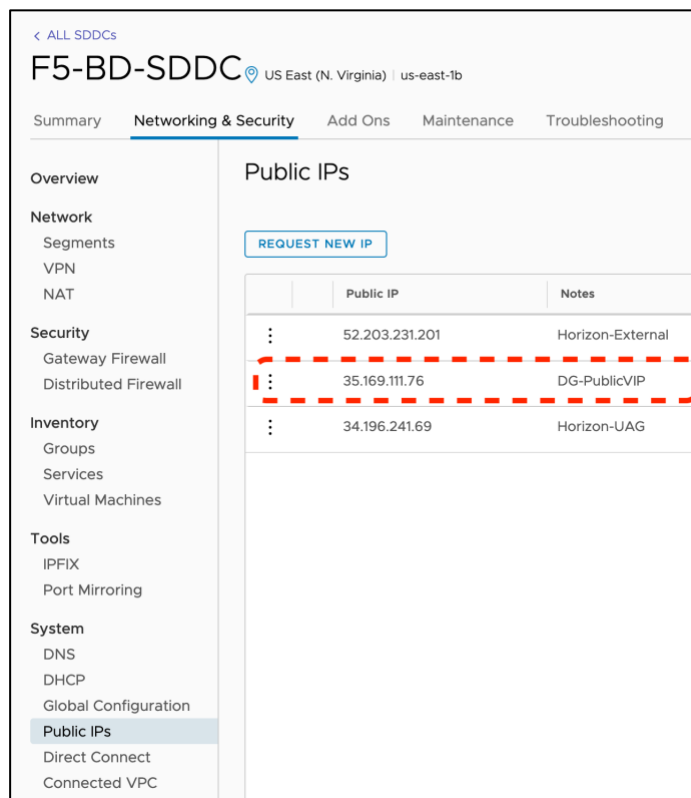 < ALL SDDCs
F5-BD-SDDC US East (N. Virginia) | us-east-1b
Summary Networking & Security Add Ons Maintenance Troubleshooting
Overview
Network
Segments
VPN
NAT
Security
Gateway Firewall
Distributed Firewall
Inventory
Groups
Services
Virtual Machines
Tools
IPFIX
Port Mirroring
System
DNS
DHCP
Global Configuration
Public IPs
Direct Connect
Connected VPC
Public IPs
REQUEST NEW IP
Public IP Notes
52.203.231.201 Horizon-External
35.169.111.76 DG-PublicVIP
34.196.241.69 Horizon-UAG